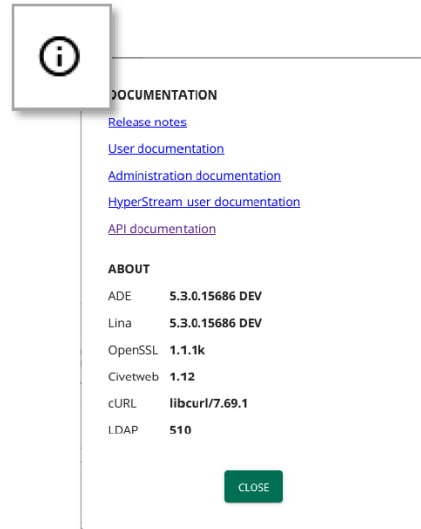 DOCUMENTATION
Release notes
User documentation
Administration documentation
HyperStream user documentation
API documentation
ABOUT
ADE 5.3.0.15686 DEV
Lina 5.3.0.15686 DEV
OpenSSL 1.1.1k
Civetweb 1.12
cURL libcurl/7.69.1
LDAP 510
CLOSE